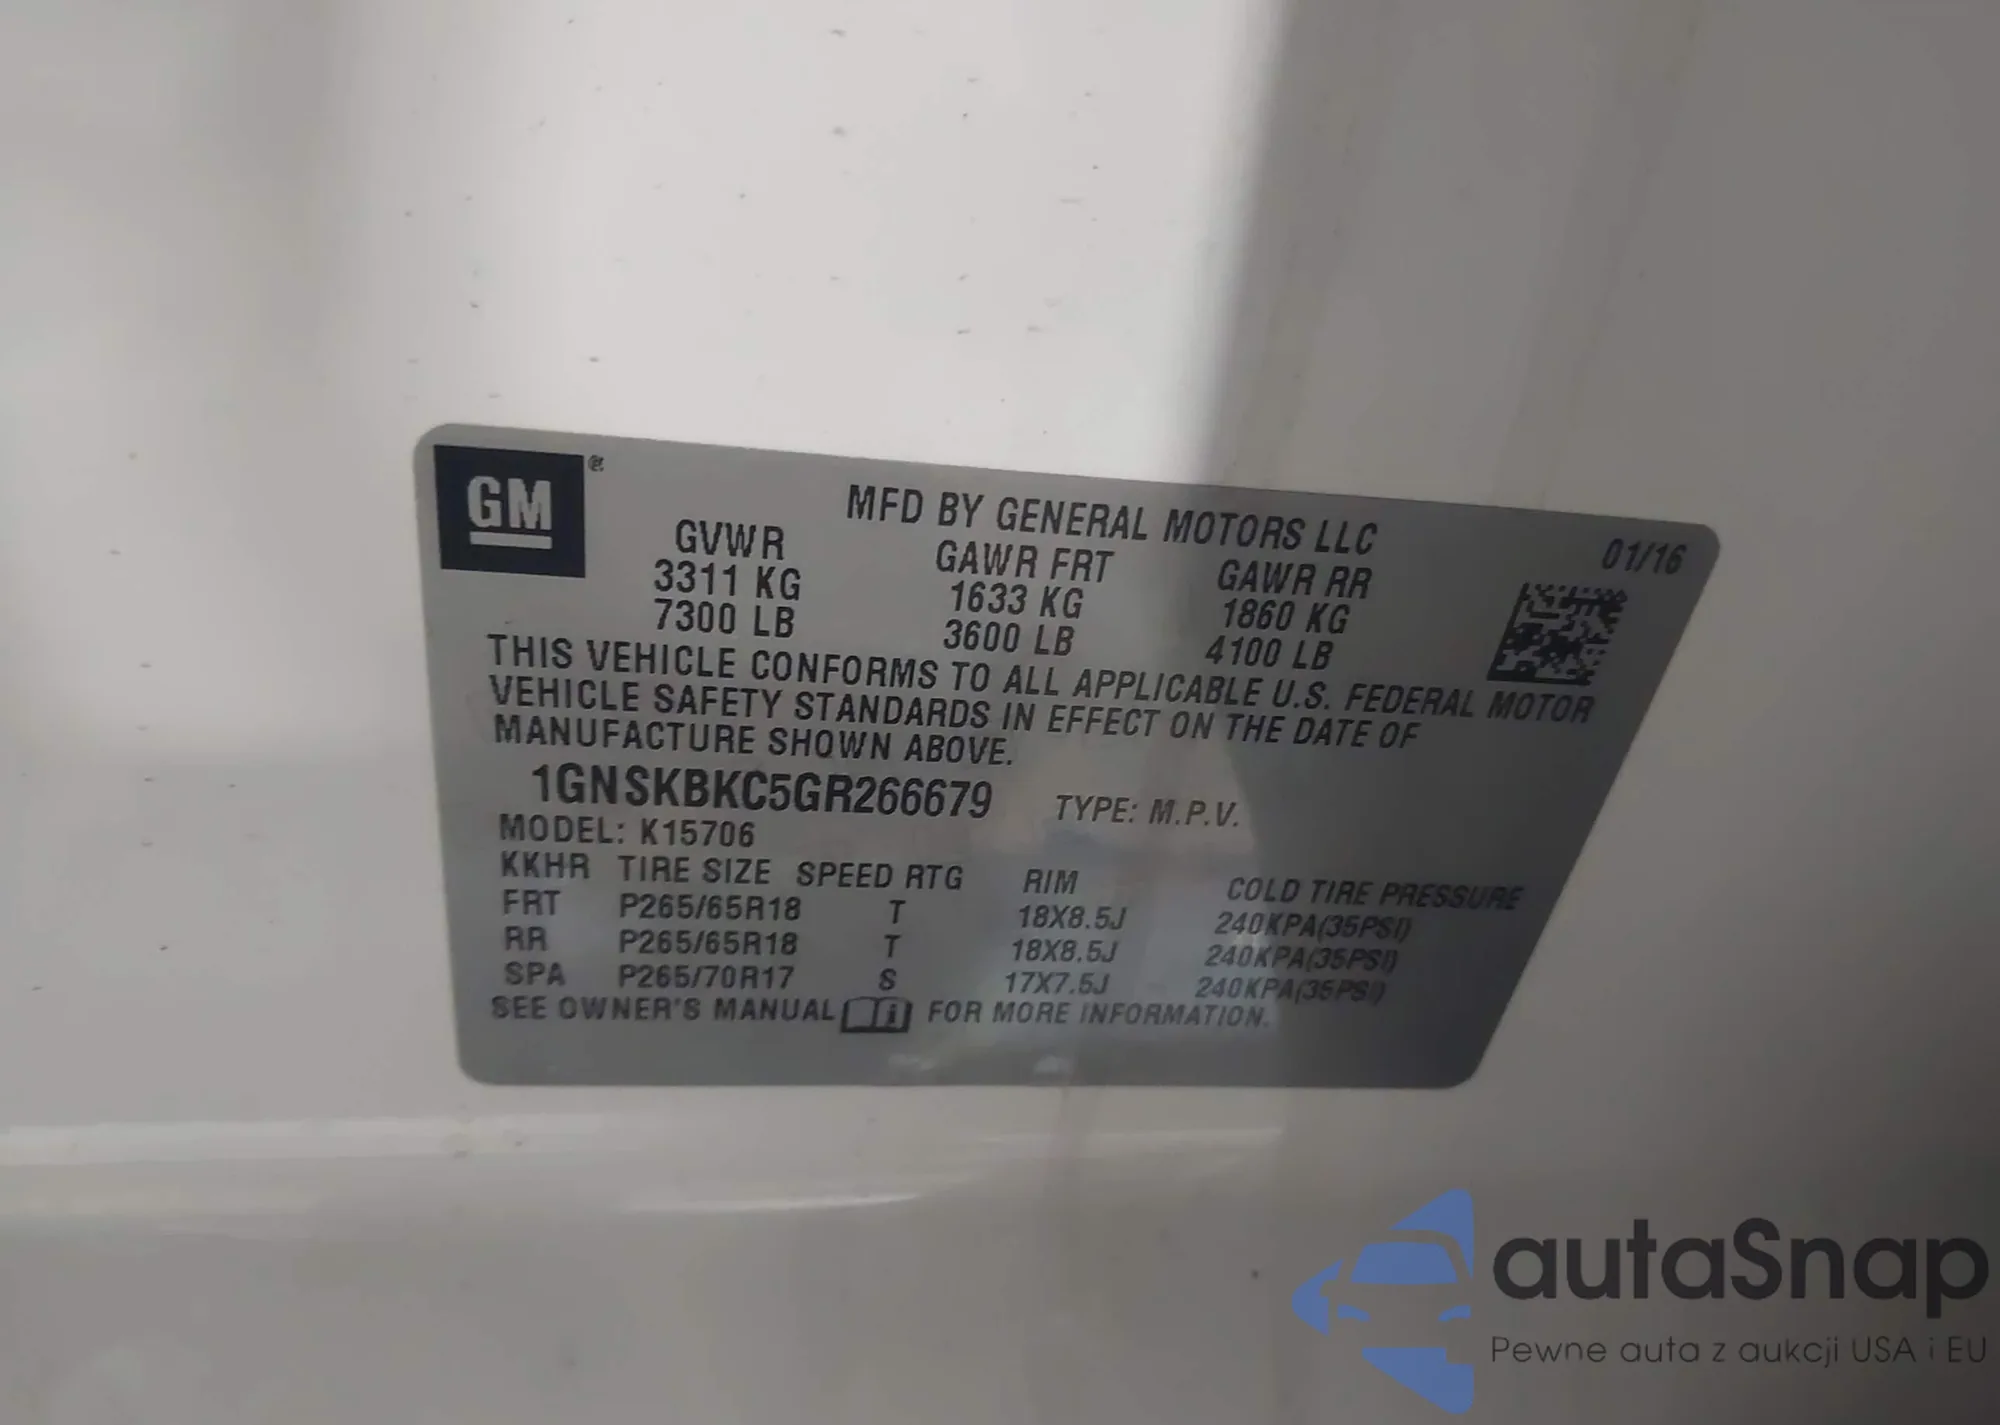 GM ®
MFD BY GENERAL MOTORS LLC
01/16
GVWR GAWR FRT GAWR RR
3311 KG 1633 KG 1860 KG
7300 LB 3600 LB 4100 LB
THIS VEHICLE CONFORMS TO ALL APPLICABLE U.S. FEDERAL MOTOR
VEHICLE SAFETY STANDARDS IN EFFECT ON THE DATE OF
MANUFACTURE SHOWN ABOVE.
1GNSKBKC5GR266679 TYPE: M.P.V.
MODEL: K15706
KKHR TIRE SIZE SPEED RTG RIM COLD TIRE PRESSURE
FRT P265/65R18 T 18X8.5J 240KPA(35PSI)
RR P265/65R18 T 18X8.5J 240KPA(35PSI)
SPA P265/70R17 S 17X7.5J 240KPA(35PSI)
SEE OWNER'S MANUAL i FOR MORE INFORMATION.
autaSnap
Pewne auta z aukcji USA i EU